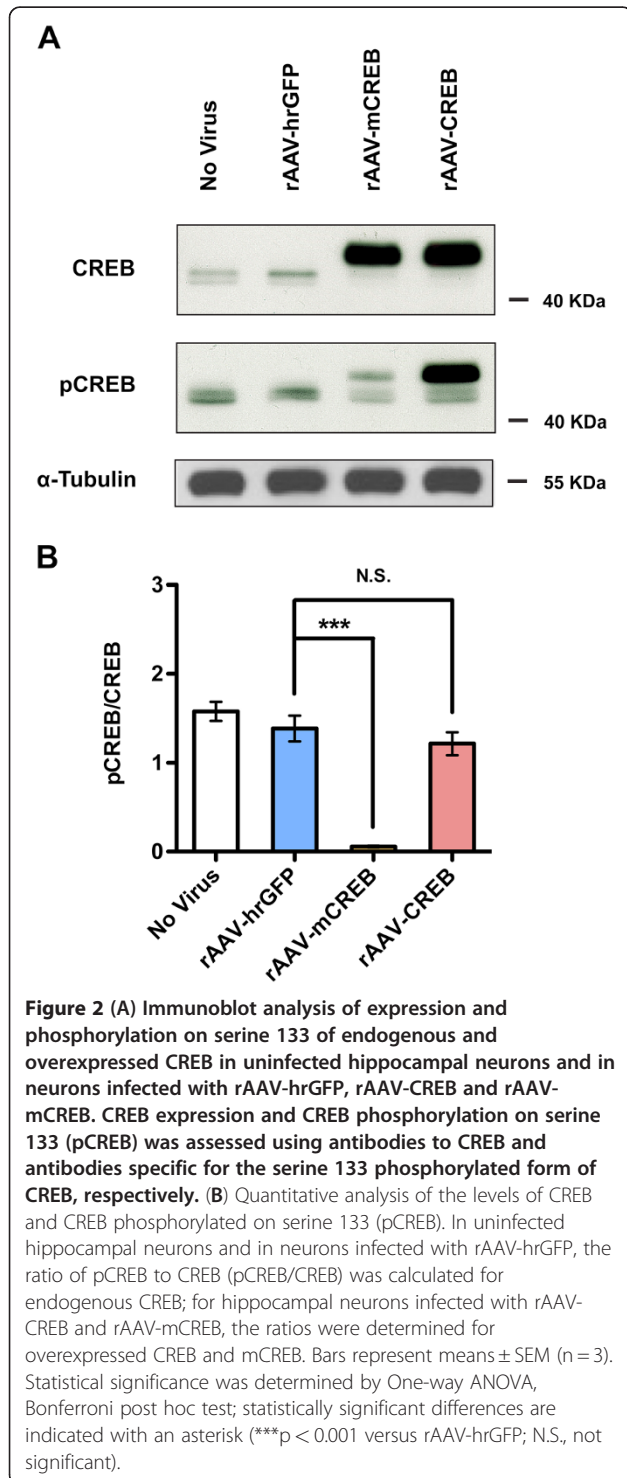 A
No Virus
rAAV-hrGFP
rAAV-mCREB
rAAV-CREB
CREB
40 KDa
pCREB
40 KDa
α-Tubulin
55 KDa
B
N.S.
***
3
2
1
0
pCREB/CREB
No Virus
rAAV-hrGFP
rAAV-mCREB
rAAV-CREB
Figure 2 (A) Immunoblot analysis of expression and
phosphorylation on serine 133 of endogenous and
overexpressed CREB in uninfected hippocampal neurons and in
neurons infected with rAAV-hrGFP, rAAV-CREB and rAAV-
mCREB. CREB expression and CREB phosphorylation on serine
133 (pCREB) was assessed using antibodies to CREB and
antibodies specific for the serine 133 phosphorylated form of
CREB, respectively. (B) Quantitative analysis of the levels of CREB
and CREB phosphorylated on serine 133 (pCREB). In uninfected
hippocampal neurons and in neurons infected with rAAV-hrGFP, the
ratio of pCREB to CREB (pCREB/CREB) was calculated for
endogenous CREB; for hippocampal neurons infected with rAAV-
CREB and rAAV-mCREB, the ratios were determined for
overexpressed CREB and mCREB. Bars represent means ± SEM (n = 3).
Statistical significance was determined by One-way ANOVA,
Bonferroni post hoc test; statistically significant differences are
indicated with an asterisk (***p < 0.001 versus rAAV-hrGFP; N.S., not
significant).